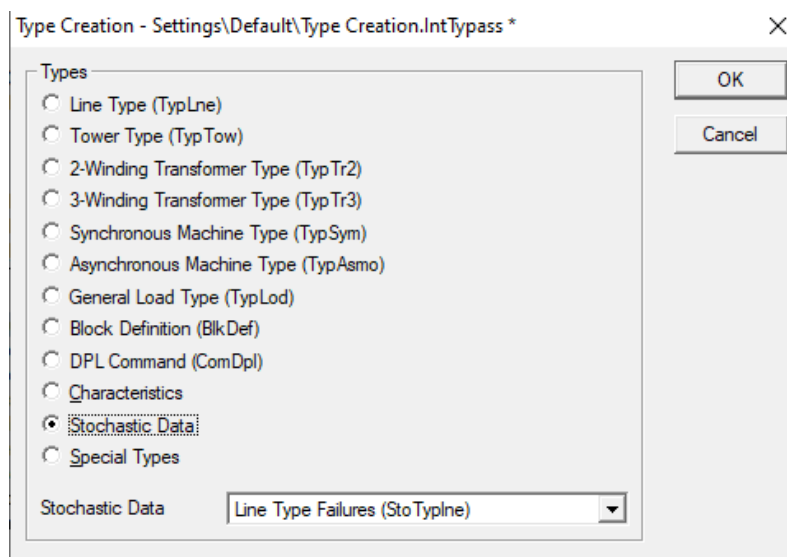 Type Creation - Settings\Default\Type Creation.IntTypass *
Types
OK
Line Type (TypLne)
Cancel
Tower Type (TypTow)
2-Winding Transformer Type (TypTr2)
3-Winding Transformer Type (TypTr3)
Synchronous Machine Type (TypSym)
Asynchronous Machine Type (TypAsmo)
General Load Type (TypLod)
Block Definition (BlkDef)
DPL Command (ComDpl)
Characteristics
Stochastic Data
Special Types
Stochastic Data Line Type Failures (StoTyplne)